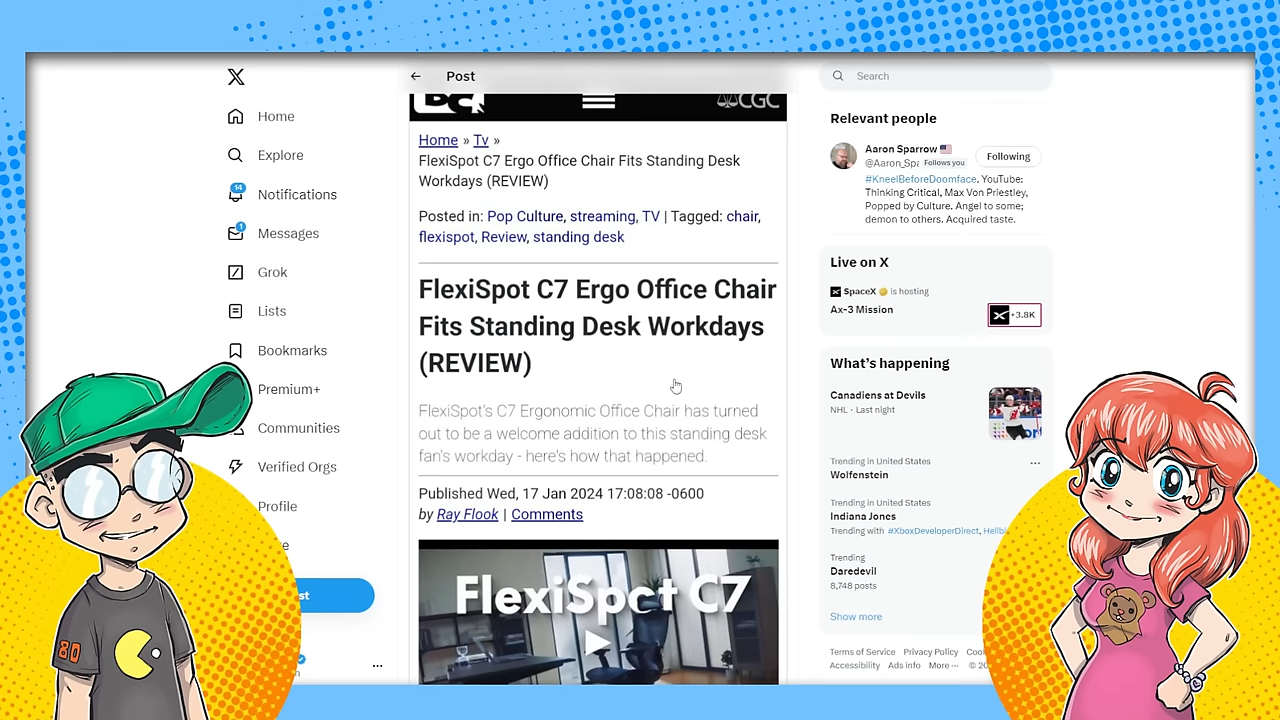 Post
Search
Home
Explore
14
Notifications
1
Messages
Grok
Lists
Bookmarks
Premium+
Communities
Verified Orgs
Profile
CGC
Home » Tv »
FlexiSpot C7 Ergo Office Chair Fits Standing Desk
Workdays (REVIEW)
Posted in: Pop Culture, streaming, TV | Tagged: chair,
flexispot, Review, standing desk
FlexiSpot C7 Ergo Office Chair
Fits Standing Desk Workdays
(REVIEW)
FlexiSpot's C7 Ergonomic Office Chair has turned
out to be a welcome addition to this standing desk
fan's workday - here's how that happened.
Published Wed, 17 Jan 2024 17:08:08 -0600
by Ray Flook | Comments
FlexiSpot C7
Relevant people
Aaron Sparrow
Follows you
Following
#KneelBeforeDoomface. YouTube:
Thinking Critical, Max Von Priestley,
Popped by Culture. Angel to some;
demon to others. Acquired taste.
Live on X
SpaceX is hosting
Ax-3 Mission
+3.8K
What's happening
Canadiens at Devils
NHL · Last night
Trending in United States
Wolfenstein
Trending in United States
Indiana Jones
Trending with #XboxDeveloperDirect,
Trending
Daredevil
8,748 posts
Show more
Terms of Service Privacy Policy
Accessibility Ads info More ···
80